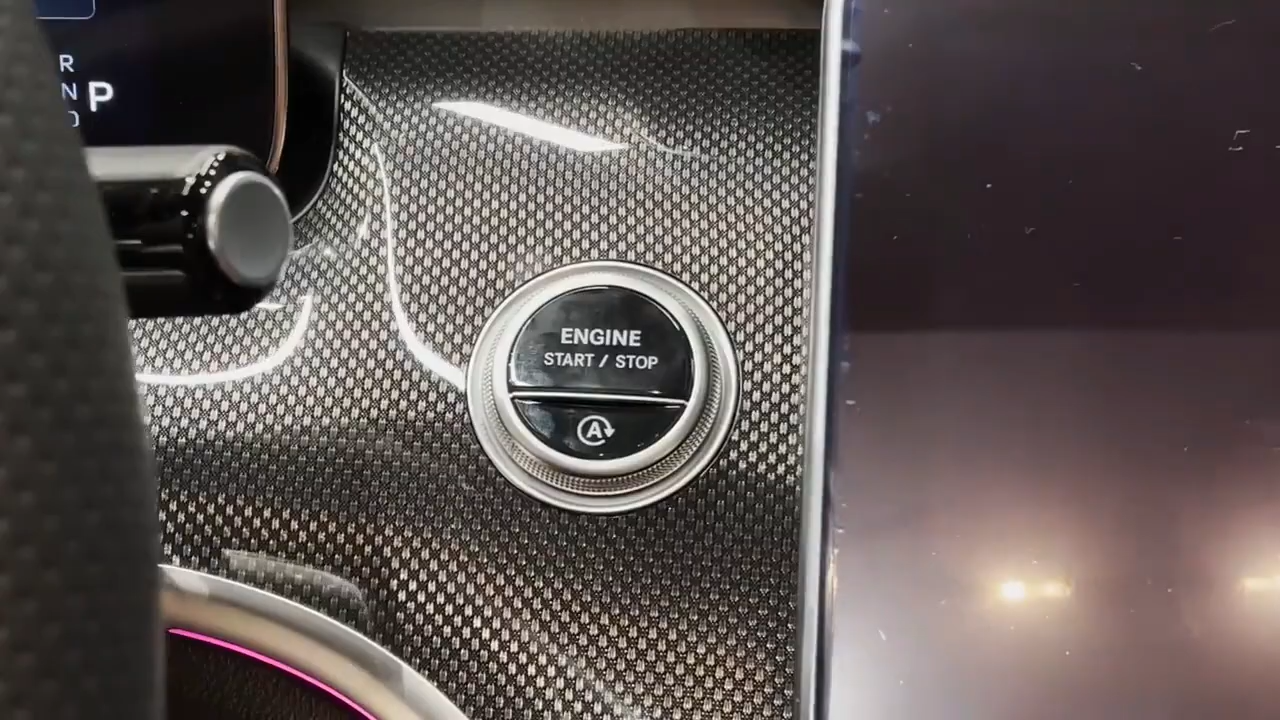 R
N P
D
ENGINE
START / STOP
A